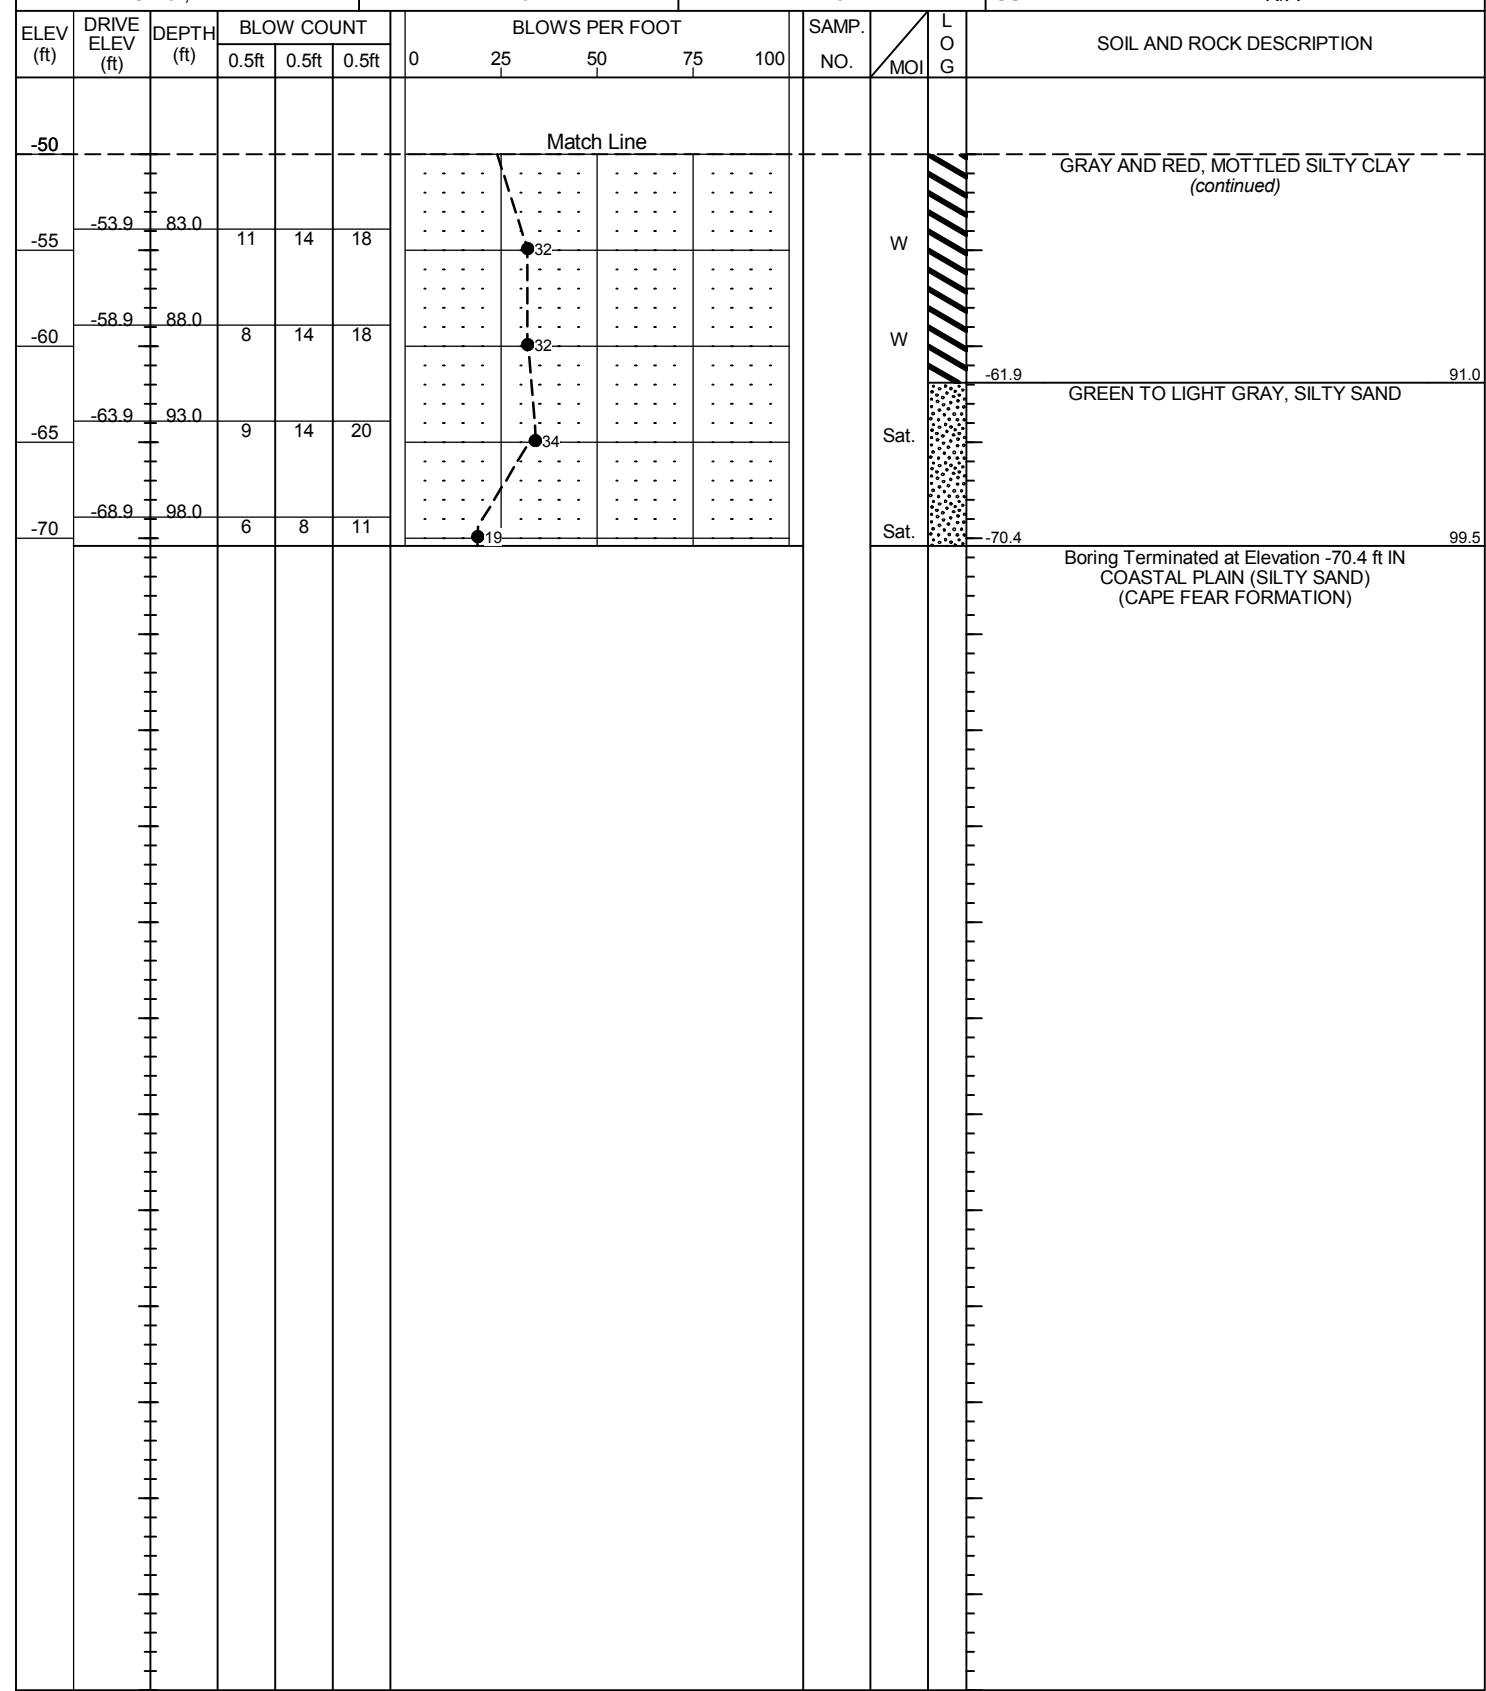 ELEV (ft) DRIVE ELEV (ft) DEPTH (ft) BLOW COUNT BLOWS PER FOOT SAMP. NO. MOI L O G SOIL AND ROCK DESCRIPTION
0.5ft 0.5ft 0.5ft 0 25 50 75 100
Match Line
-50
GRAY AND RED, MOTTLED SILTY CLAY
(continued)
-53.9 83.0
-55 11 14 18 32 W
-58.9 88.0
-60 8 14 18 32 W
-61.9 91.0
GREEN TO LIGHT GRAY, SILTY SAND
-63.9 93.0
-65 9 14 20 34 Sat.
-68.9 98.0
-70 6 8 11 19 Sat. -70.4 99.5
Boring Terminated at Elevation -70.4 ft IN
COASTAL PLAIN (SILTY SAND)
(CAPE FEAR FORMATION)